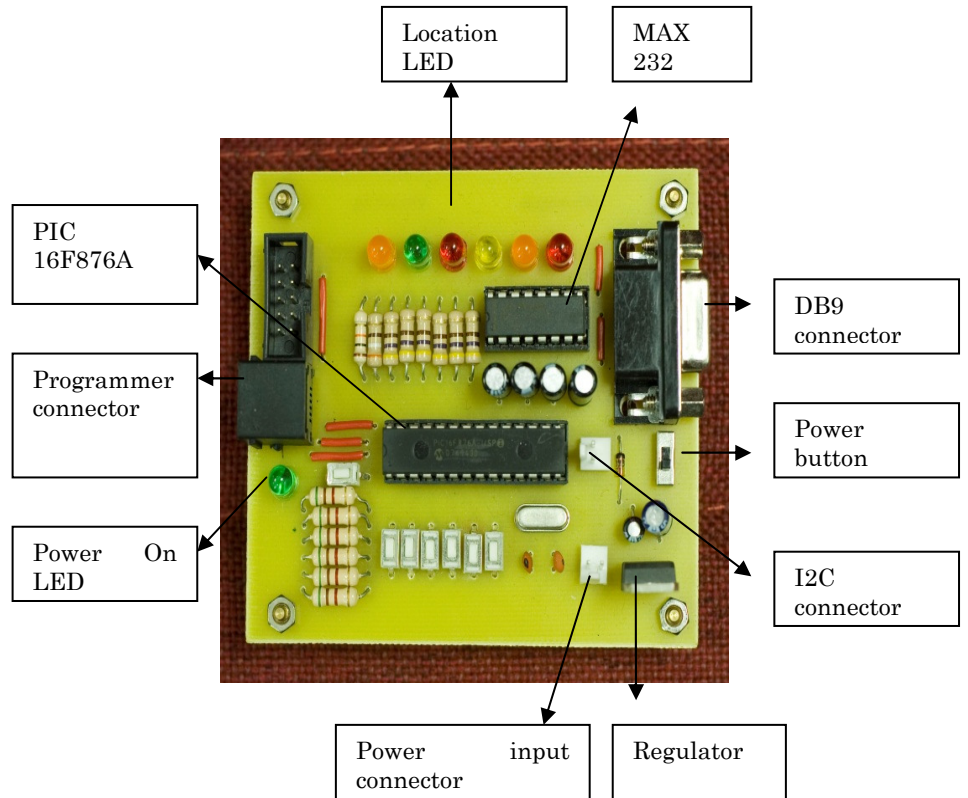 Location
LED
MAX
232
PIC
16F876A
DB9
connector
Programmer
connector
Power
button
Power On
LED
I2C
connector
Power input
connector
Regulator